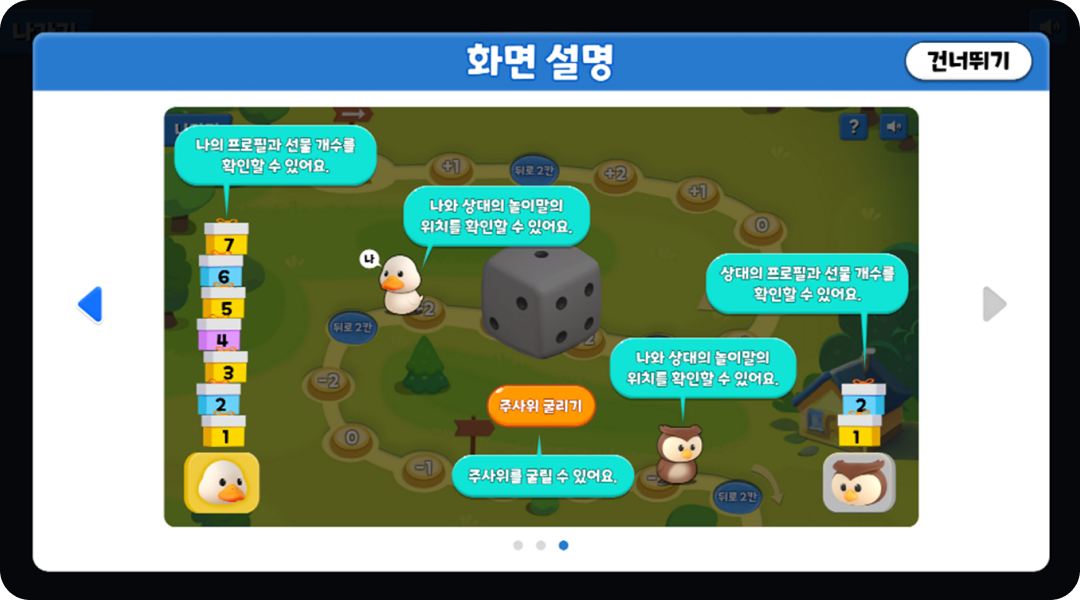 나가기
화면 설명
건너뛰기
나의 프로필과 선물 개수를
확인할 수 있어요.
?
+1
뒤로 2칸
+2
+1
0
나와 상대의 놀이말의
위치를 확인할 수 있어요.
나
7
6
5
4
3
2
1
상대의 프로필과 선물 개수를
확인할 수 있어요.
뒤로 2칸
-2
0
-1
나와 상대의 놀이말의
위치를 확인할 수 있어요.
주사위 굴리기
주사위를 굴릴 수 있어요.
2
1
뒤로 2칸